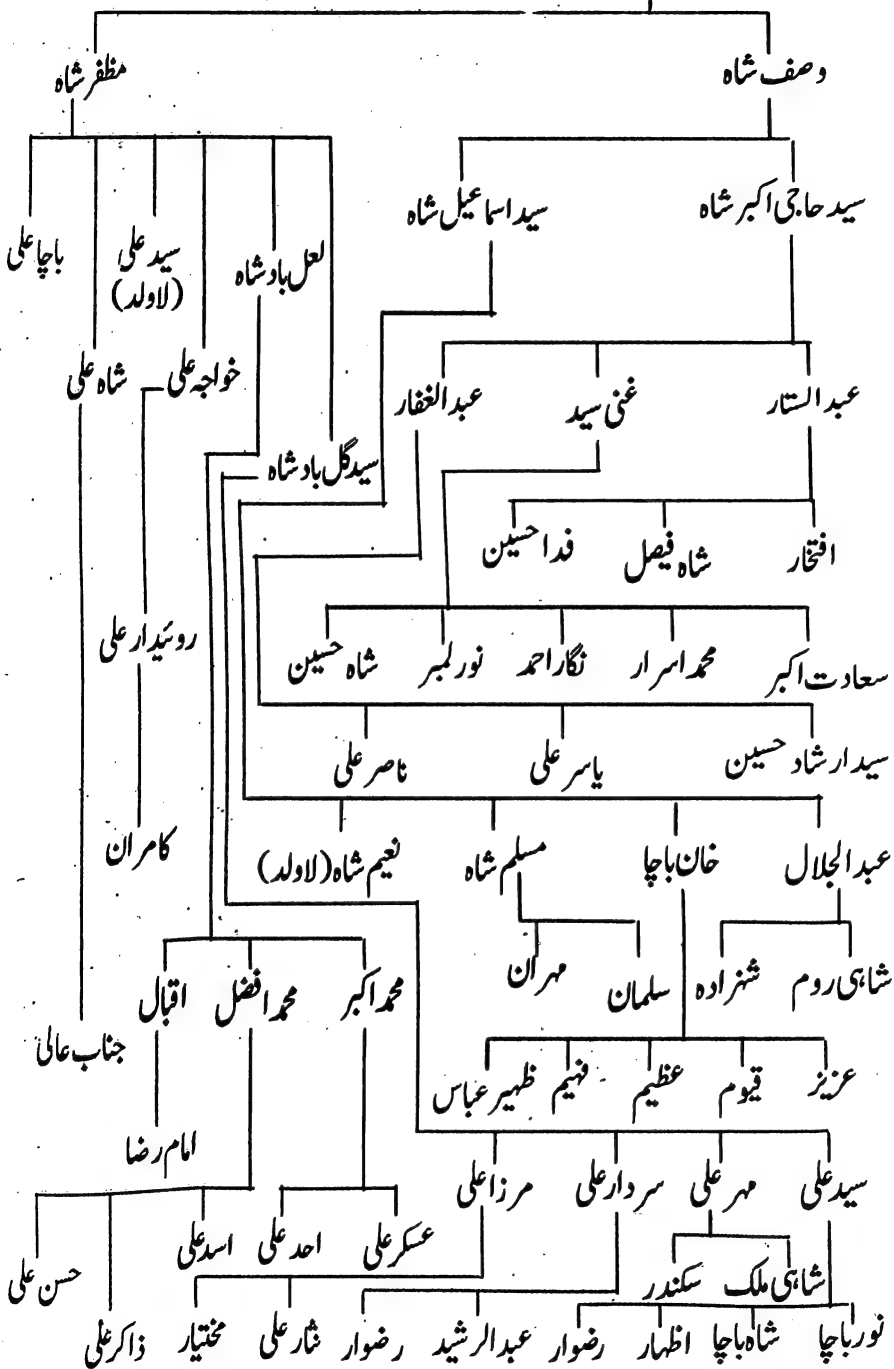 وصف شاہ مظفر شاہ
سید حاجی اکبر شاہ سید اسماعیل شاہ
لعل بادشاہ سید علی باچا علی
(لاولد)
عبدالستار غنی سید عبدالغفار خواجہ علی شاہ علی
سید گل بادشاہ
افتخار شاہ فیصل فدا حسین
سعادت اکبر محمد اسرار نگار احمد نور لمبر شاہ حسین روئیدار علی
سید ارشاد حسین یاسر علی ناصر علی
عبدالجلال خان باچا مسلم شاہ نعیم شاہ (لاولد) کامران
شاہی روم شہزادہ سلمان مہران محمد اکبر محمد افضل اقبال
جناب عالی
عزیز قیوم عظیم فہیم ظہیر عباس
امام رضا
سید علی مہر علی سردار علی مرزا علی
عسکر علی احد علی اسد علی حسن علی
شاہی ملک سکندر
نور باچا شاہ باچا اظہار رضوار عبدالرشید رضوار نثار علی مختیار ذاکر علی